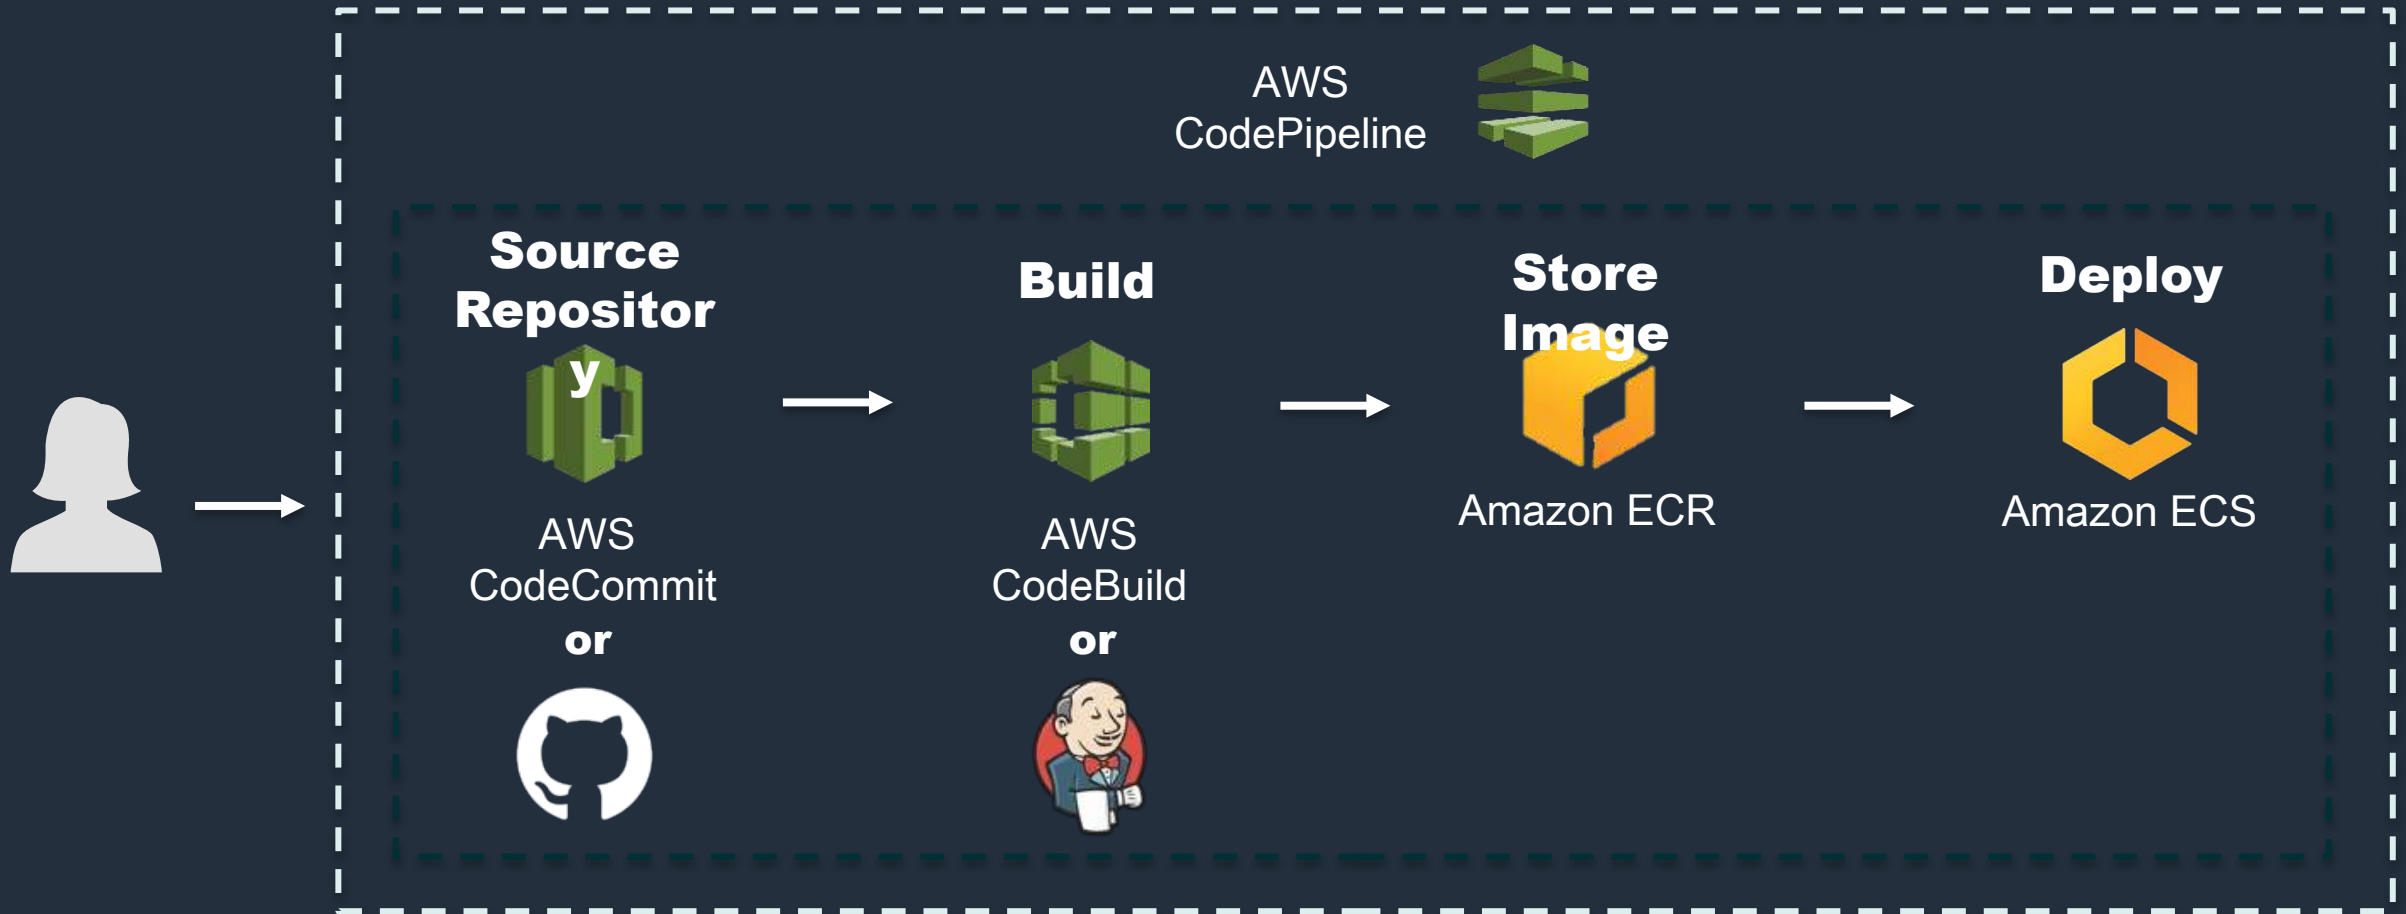 AWS
CodePipeline
Source
Repositor
y
Build
Store
Image
Deploy
AWS
CodeCommit
or
AWS
CodeBuild
or
Amazon ECR
Amazon ECS